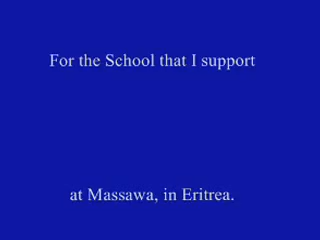 For the School that I support
at Massawa, in Eritrea.